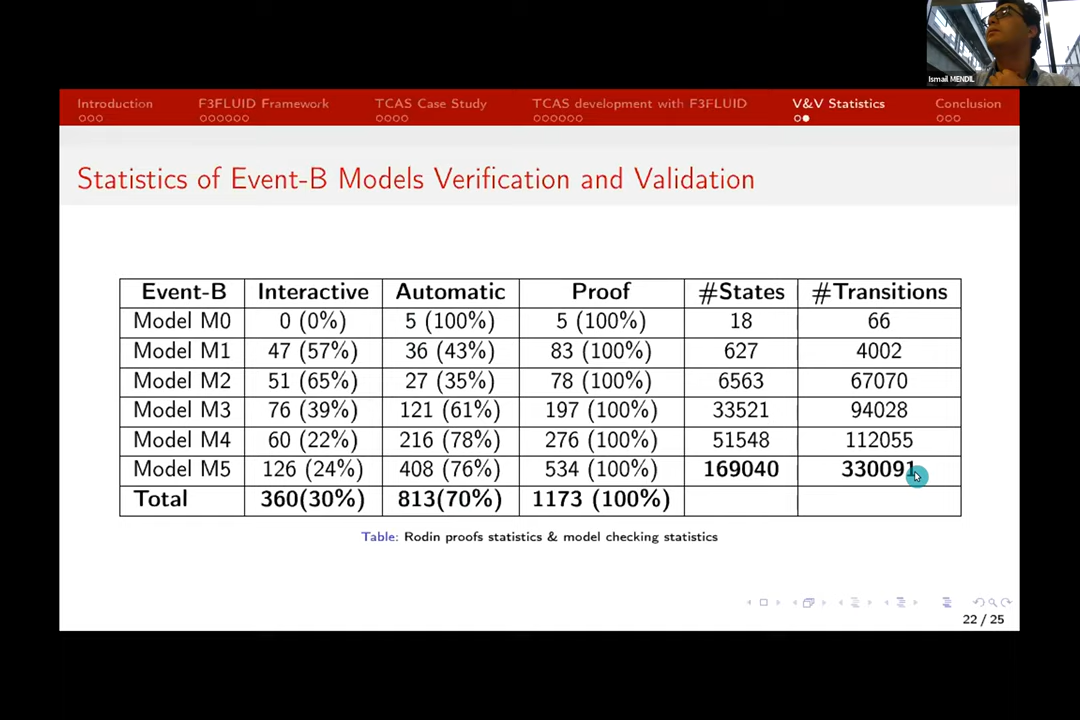 Ismail MENDIL
Introduction F3FLUID Framework TCAS Case Study TCAS development with F3FLUID V&V Statistics Conclusion
Statistics of Event-B Models Verification and Validation
Event-B Interactive Automatic Proof #States #Transitions
Model M0 0 (0%) 5 (100%) 5 (100%) 18 66
Model M1 47 (57%) 36 (43%) 83 (100%) 627 4002
Model M2 51 (65%) 27 (35%) 78 (100%) 6563 67070
Model M3 76 (39%) 121 (61%) 197 (100%) 33521 94028
Model M4 60 (22%) 216 (78%) 276 (100%) 51548 112055
Model M5 126 (24%) 408 (76%) 534 (100%) 169040 330091
Total 360(30%) 813(70%) 1173 (100%)
Table: Rodin proofs statistics & model checking statistics
22 / 25